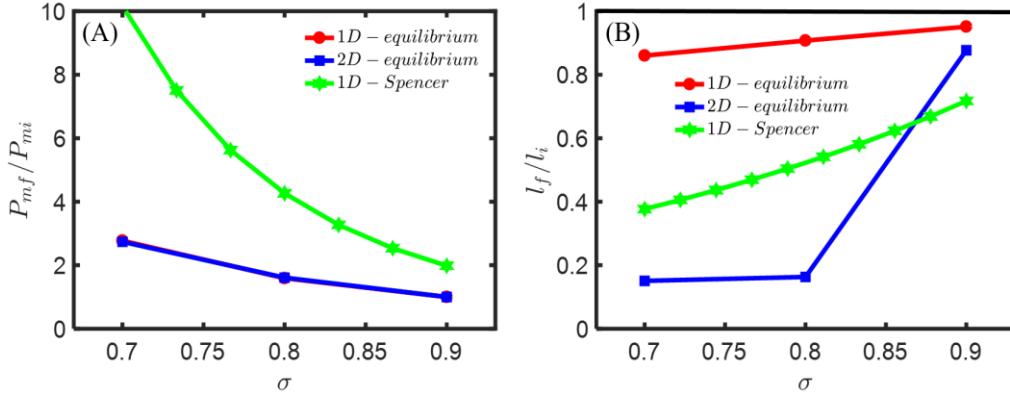 (A)
1D − equilibrium
2D − equilibrium
1D − Spencer
P_{mf}/P_{mi}
10
8
6
4
2
0
0.7 0.75 0.8 0.85 0.9
σ
(B)
1D − equilibrium
2D − equilibrium
1D − Spencer
l_f/l_i
1
0.8
0.6
0.4
0.2
0
0.7 0.75 0.8 0.85 0.9
σ